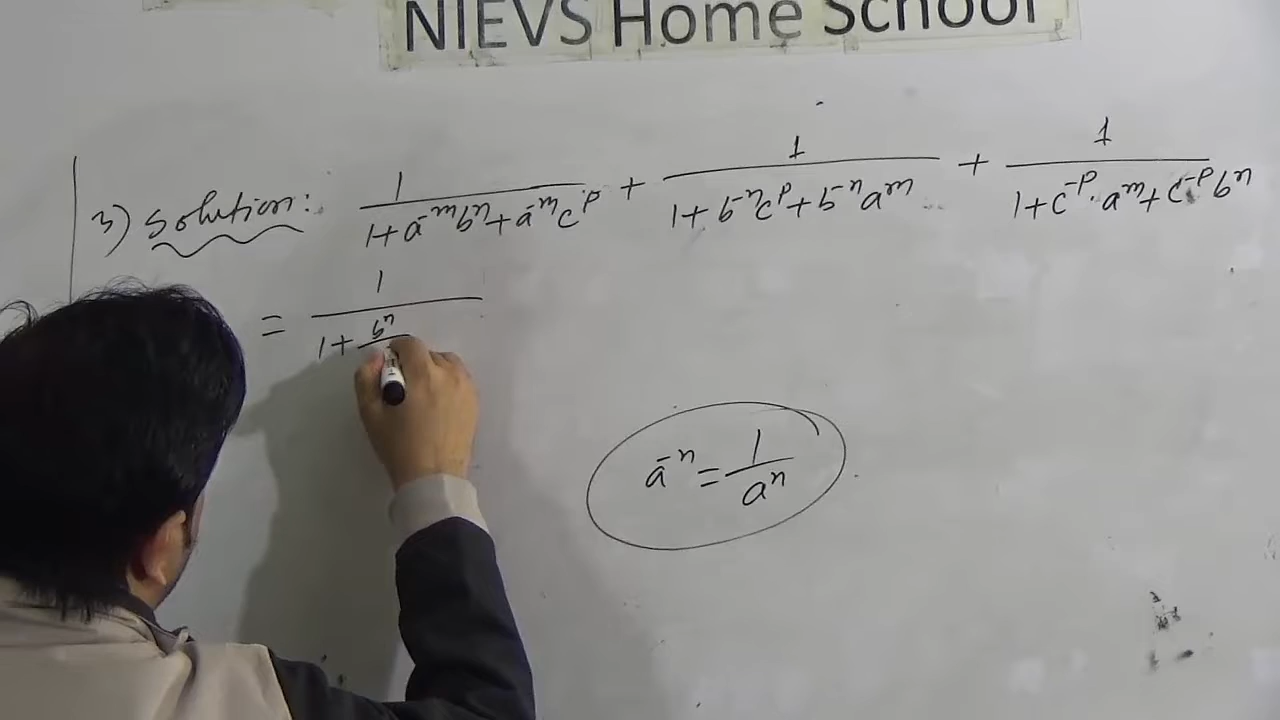 NIEVS Home School
3) Solution: 1/(1+a^-m b^n+a^-m c^p) + 1/(1+b^-n c^p+b^-n a^m) + 1/(1+c^-p . a^m+c^-p b^n)
= 1/(1+b^n/
a^-n = 1/a^n